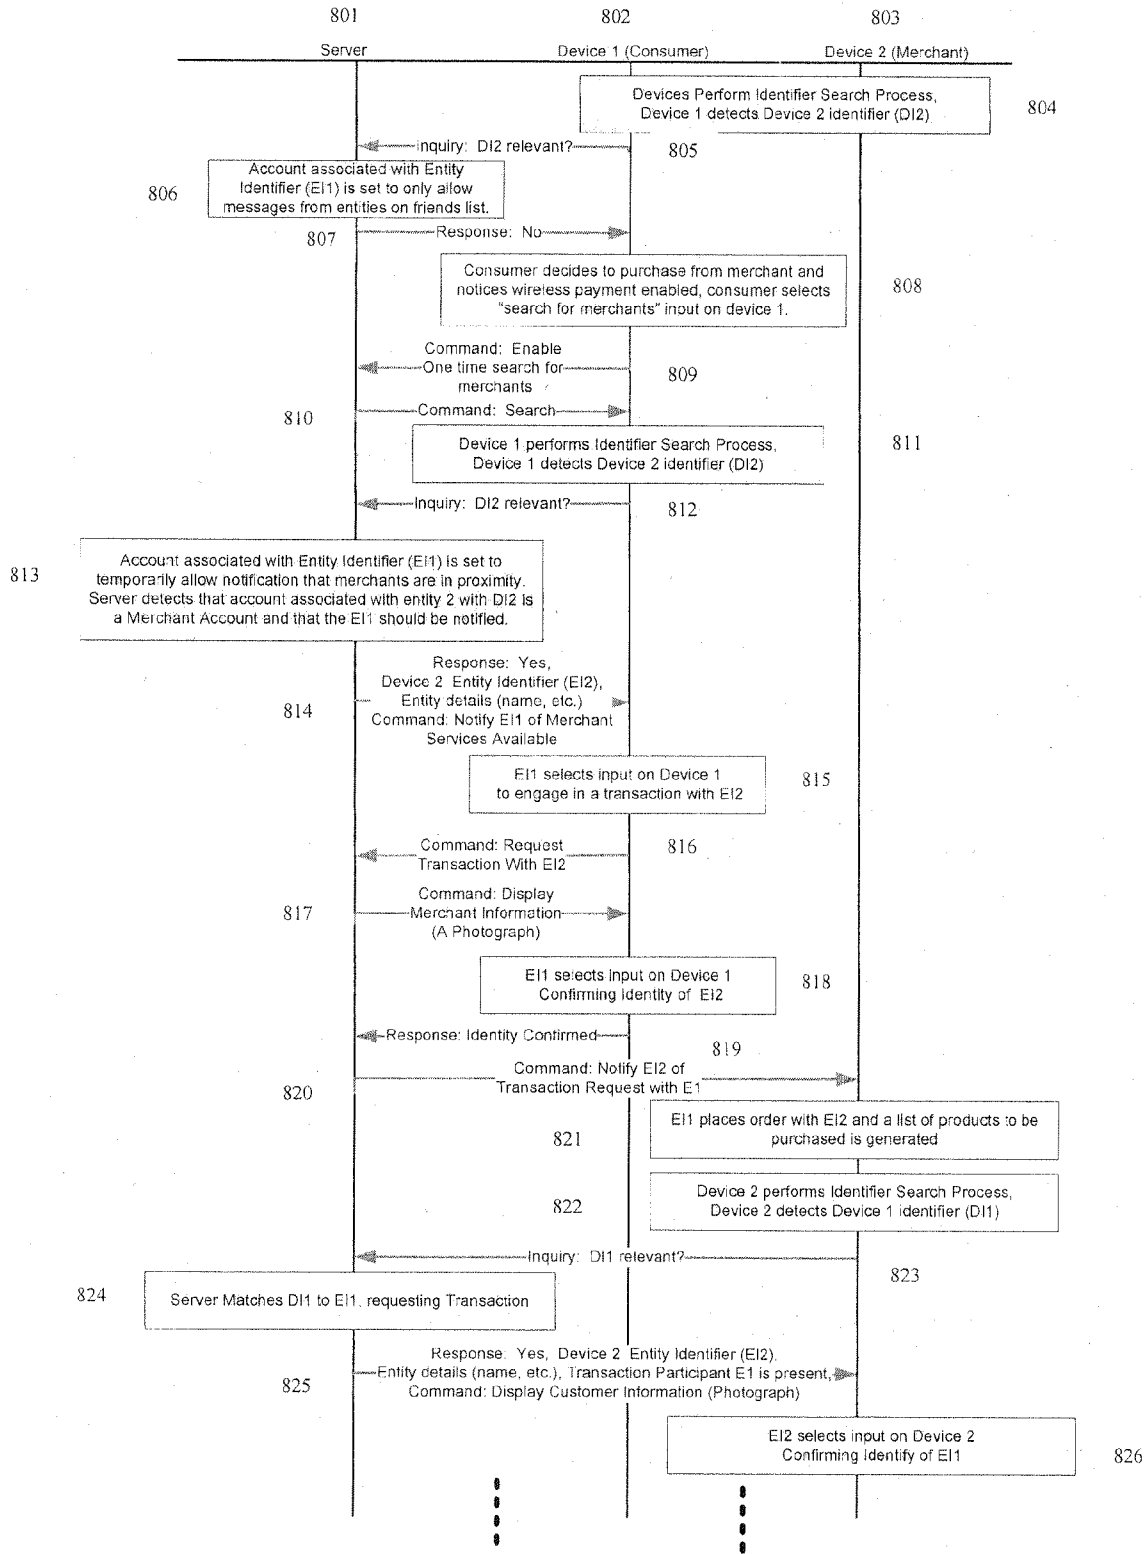 801
802
803
Server
Device 1 (Consumer)
Device 2 (Merchant)
Devices Perform Identifier Search Process,
Device 1 detects Device 2 identifier (DI2)
804
Inquiry: DI2 relevant?
805
806
Account associated with Entity
Identifier (EI1) is set to only allow
messages from entities on friends list.
807
Response: No
Consumer decides to purchase from merchant and
notices wireless payment enabled, consumer selects
"search for merchants" input on device 1.
808
Command: Enable
One time search for
merchants
809
810
Command: Search
Device 1 performs Identifier Search Process,
Device 1 detects Device 2 identifier (DI2)
811
Inquiry: DI2 relevant?
812
813
Account associated with Entity Identifier (EI1) is set to
temporarily allow notification that merchants are in proximity.
Server detects that account associated with entity 2 with DI2 is
a Merchant Account and that the EI1 should be notified.
814
Response: Yes,
Device 2 Entity Identifier (EI2),
Entity details (name, etc.)
Command: Notify EI1 of Merchant
Services Available
EI1 selects input on Device 1
to engage in a transaction with EI2
815
Command: Request
Transaction With EI2
816
817
Command: Display
Merchant Information
(A Photograph)
EI1 selects input on Device 1
Confirming Identity of EI2
818
Response: Identity Confirmed
819
820
Command: Notify EI2 of
Transaction Request with E1
821
EI1 places order with EI2 and a list of products to be
purchased is generated
822
Device 2 performs Identifier Search Process,
Device 2 detects Device 1 identifier (DI1)
Inquiry: DI1 relevant?
823
824
Server Matches DI1 to EI1, requesting Transaction
825
Response: Yes, Device 2 Entity Identifier (EI2),
Entity details (name, etc.), Transaction Participant E1 is present,
Command: Display Customer Information (Photograph)
EI2 selects input on Device 2
Confirming Identify of EI1
826